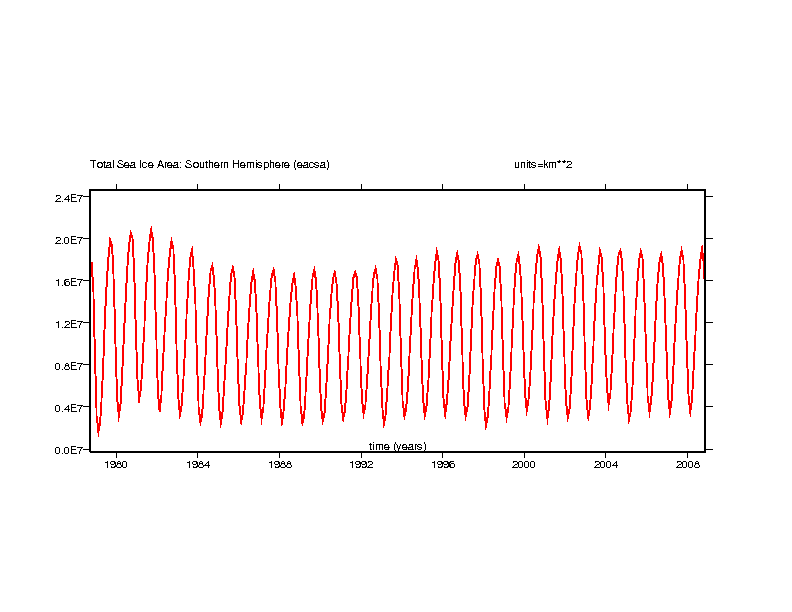 Total Sea Ice Area: Southern Hemisphere (eacsa) units=km**2
2.4E7
2.0E7
1.6E7
1.2E7
0.8E7
0.4E7
0.0E7
time (years)
1980 1984 1988 1992 1996 2000 2004 2008